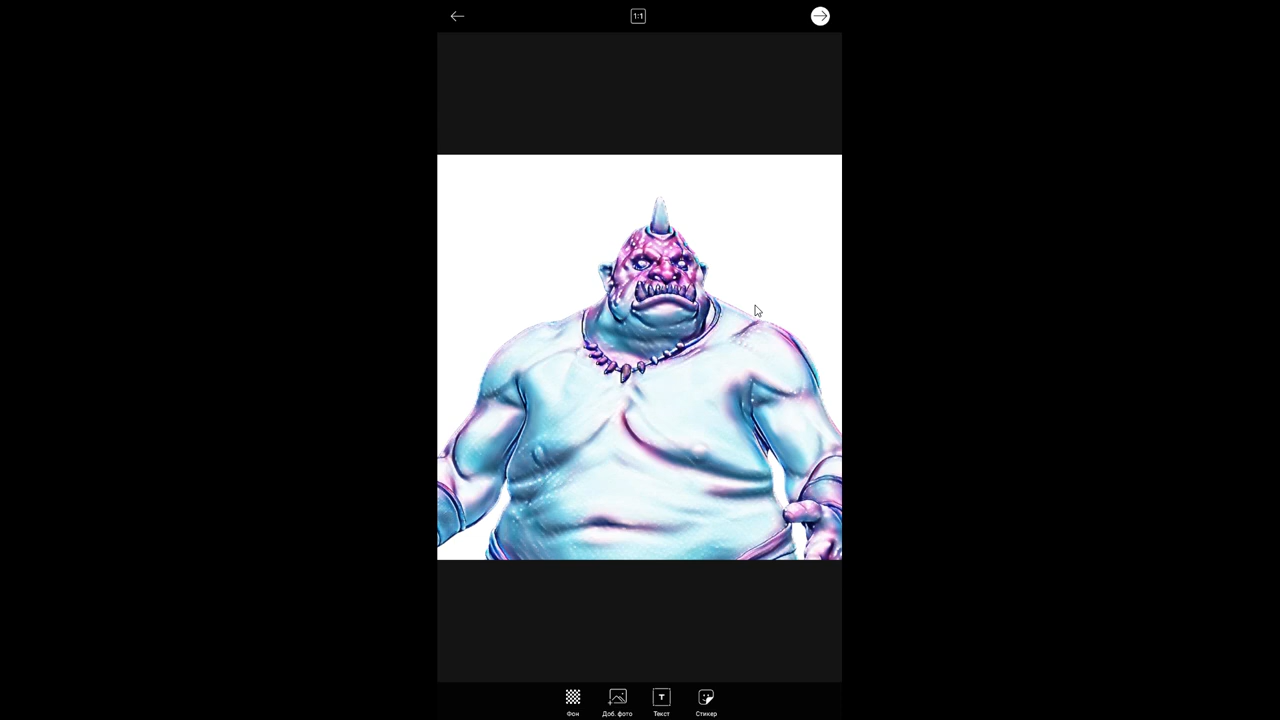 1:1
Фон
Доб. фото
T
Текст
Стикер